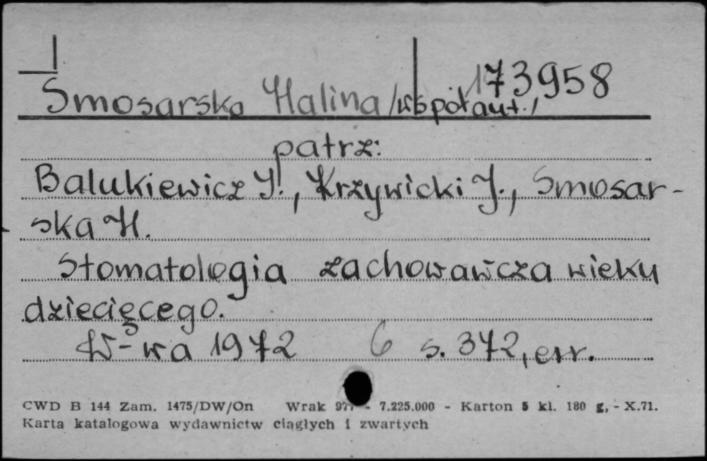 173958
Smosarska Halina /współaut./
patrz:
Balukiewicz I., Krzywicki J., Smosar-
ska H.
Stomatologia zachowawcza wieku
dziecięcego.
W-wa 1972 6 s. 372, err.
CWD B 144 Zam. 1475/DW/On Wrak - 7.225.000 - Karton 5 kl. 180 g, - X.71.
Karta katalogowa wydawnictw ciągłych i zwartych